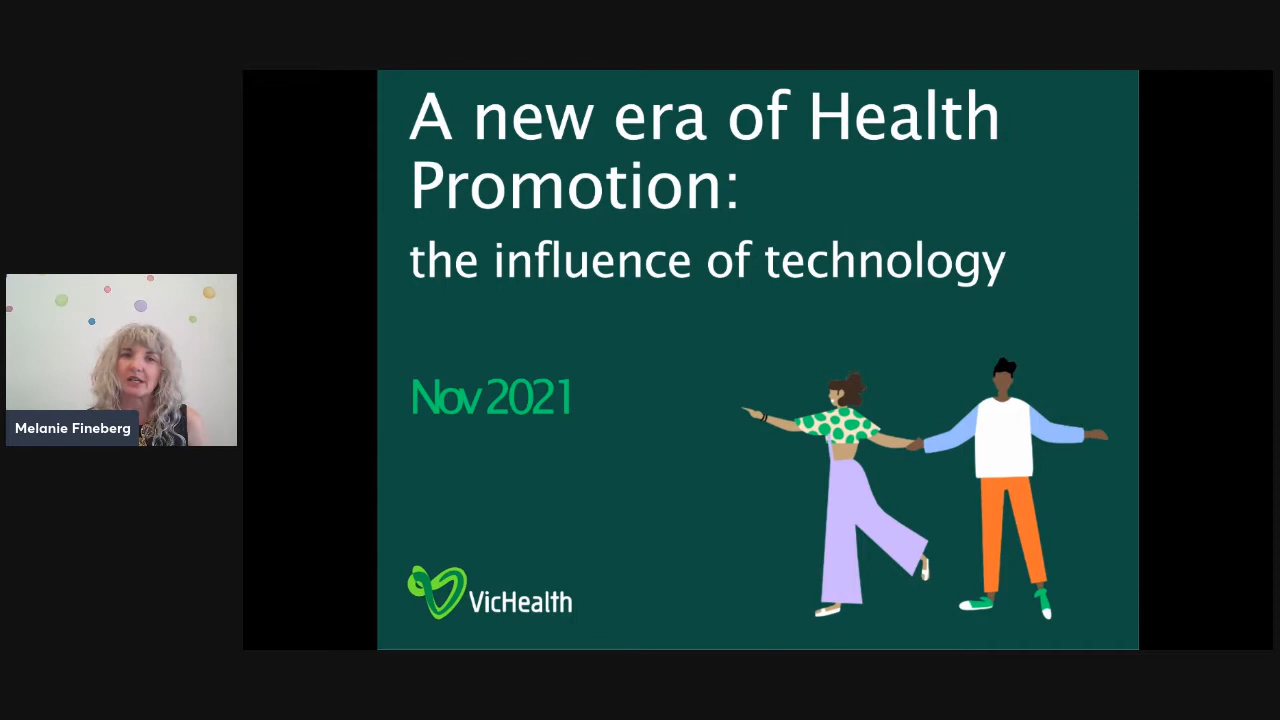 A new era of Health
Promotion:
the influence of technology
Nov 2021
Melanie Fineberg
VicHealth